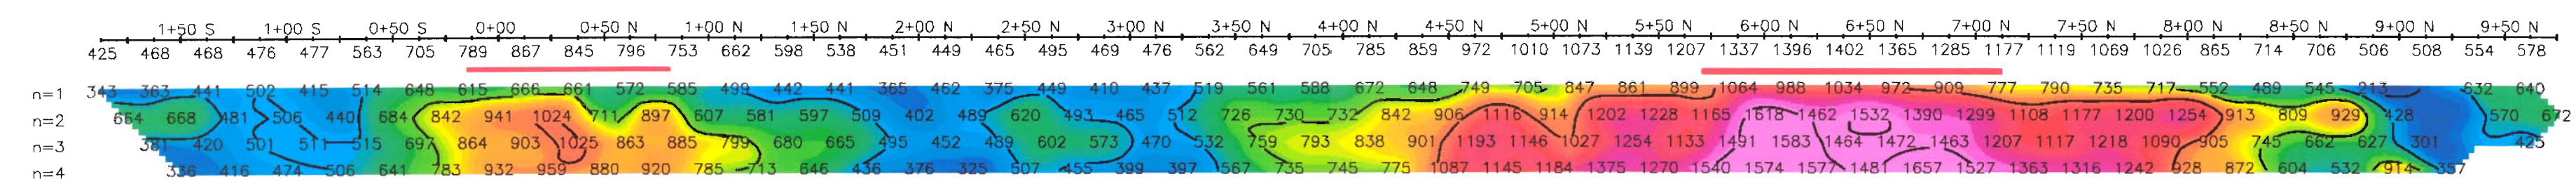 1+50 S 1+00 S 0+50 S 0+00 0+50 N 1+00 N 1+50 N 2+00 N 2+50 N 3+00 N 3+50 N 4+00 N 4+50 N 5+00 N 5+50 N 6+00 N 6+50 N 7+00 N 7+50 N 8+00 N 8+50 N 9+00 N 9+50 N
425 468 468 476 477 563 705 789 867 845 796 753 662 598 538 451 449 465 495 469 476 562 649 705 785 859 972 1010 1073 1139 1207 1337 1396 1402 1365 1285 1177 1119 1069 1026 865 714 706 506 508 554 578
n=1 343 363 441 502 415 514 648 615 666 661 572 585 499 442 441 365 462 375 449 410 437 519 561 588 672 648 749 705 847 861 899 1064 988 1034 972 909 777 790 735 717 552 489 545 213 632 640
n=2 664 668 481 506 440 684 842 941 1024 711 897 607 581 597 509 402 489 620 493 465 512 726 730 732 842 906 1116 914 1202 1228 1165 1618 1462 1532 1390 1299 1108 1177 1200 1254 913 809 929 428 570 672
n=3 381 420 501 511 515 697 864 903 1025 863 885 799 680 665 495 452 489 602 573 470 532 759 793 838 901 1193 1146 1027 1254 1133 1491 1583 1464 1472 1463 1207 1117 1218 1090 905 745 662 627 301 425
n=4 336 416 474 506 641 783 932 959 880 920 785 713 646 436 376 325 507 455 399 397 567 735 745 775 1087 1145 1184 1375 1270 1540 1574 1577 1481 1657 1527 1363 1316 1242 928 872 604 532 914 357